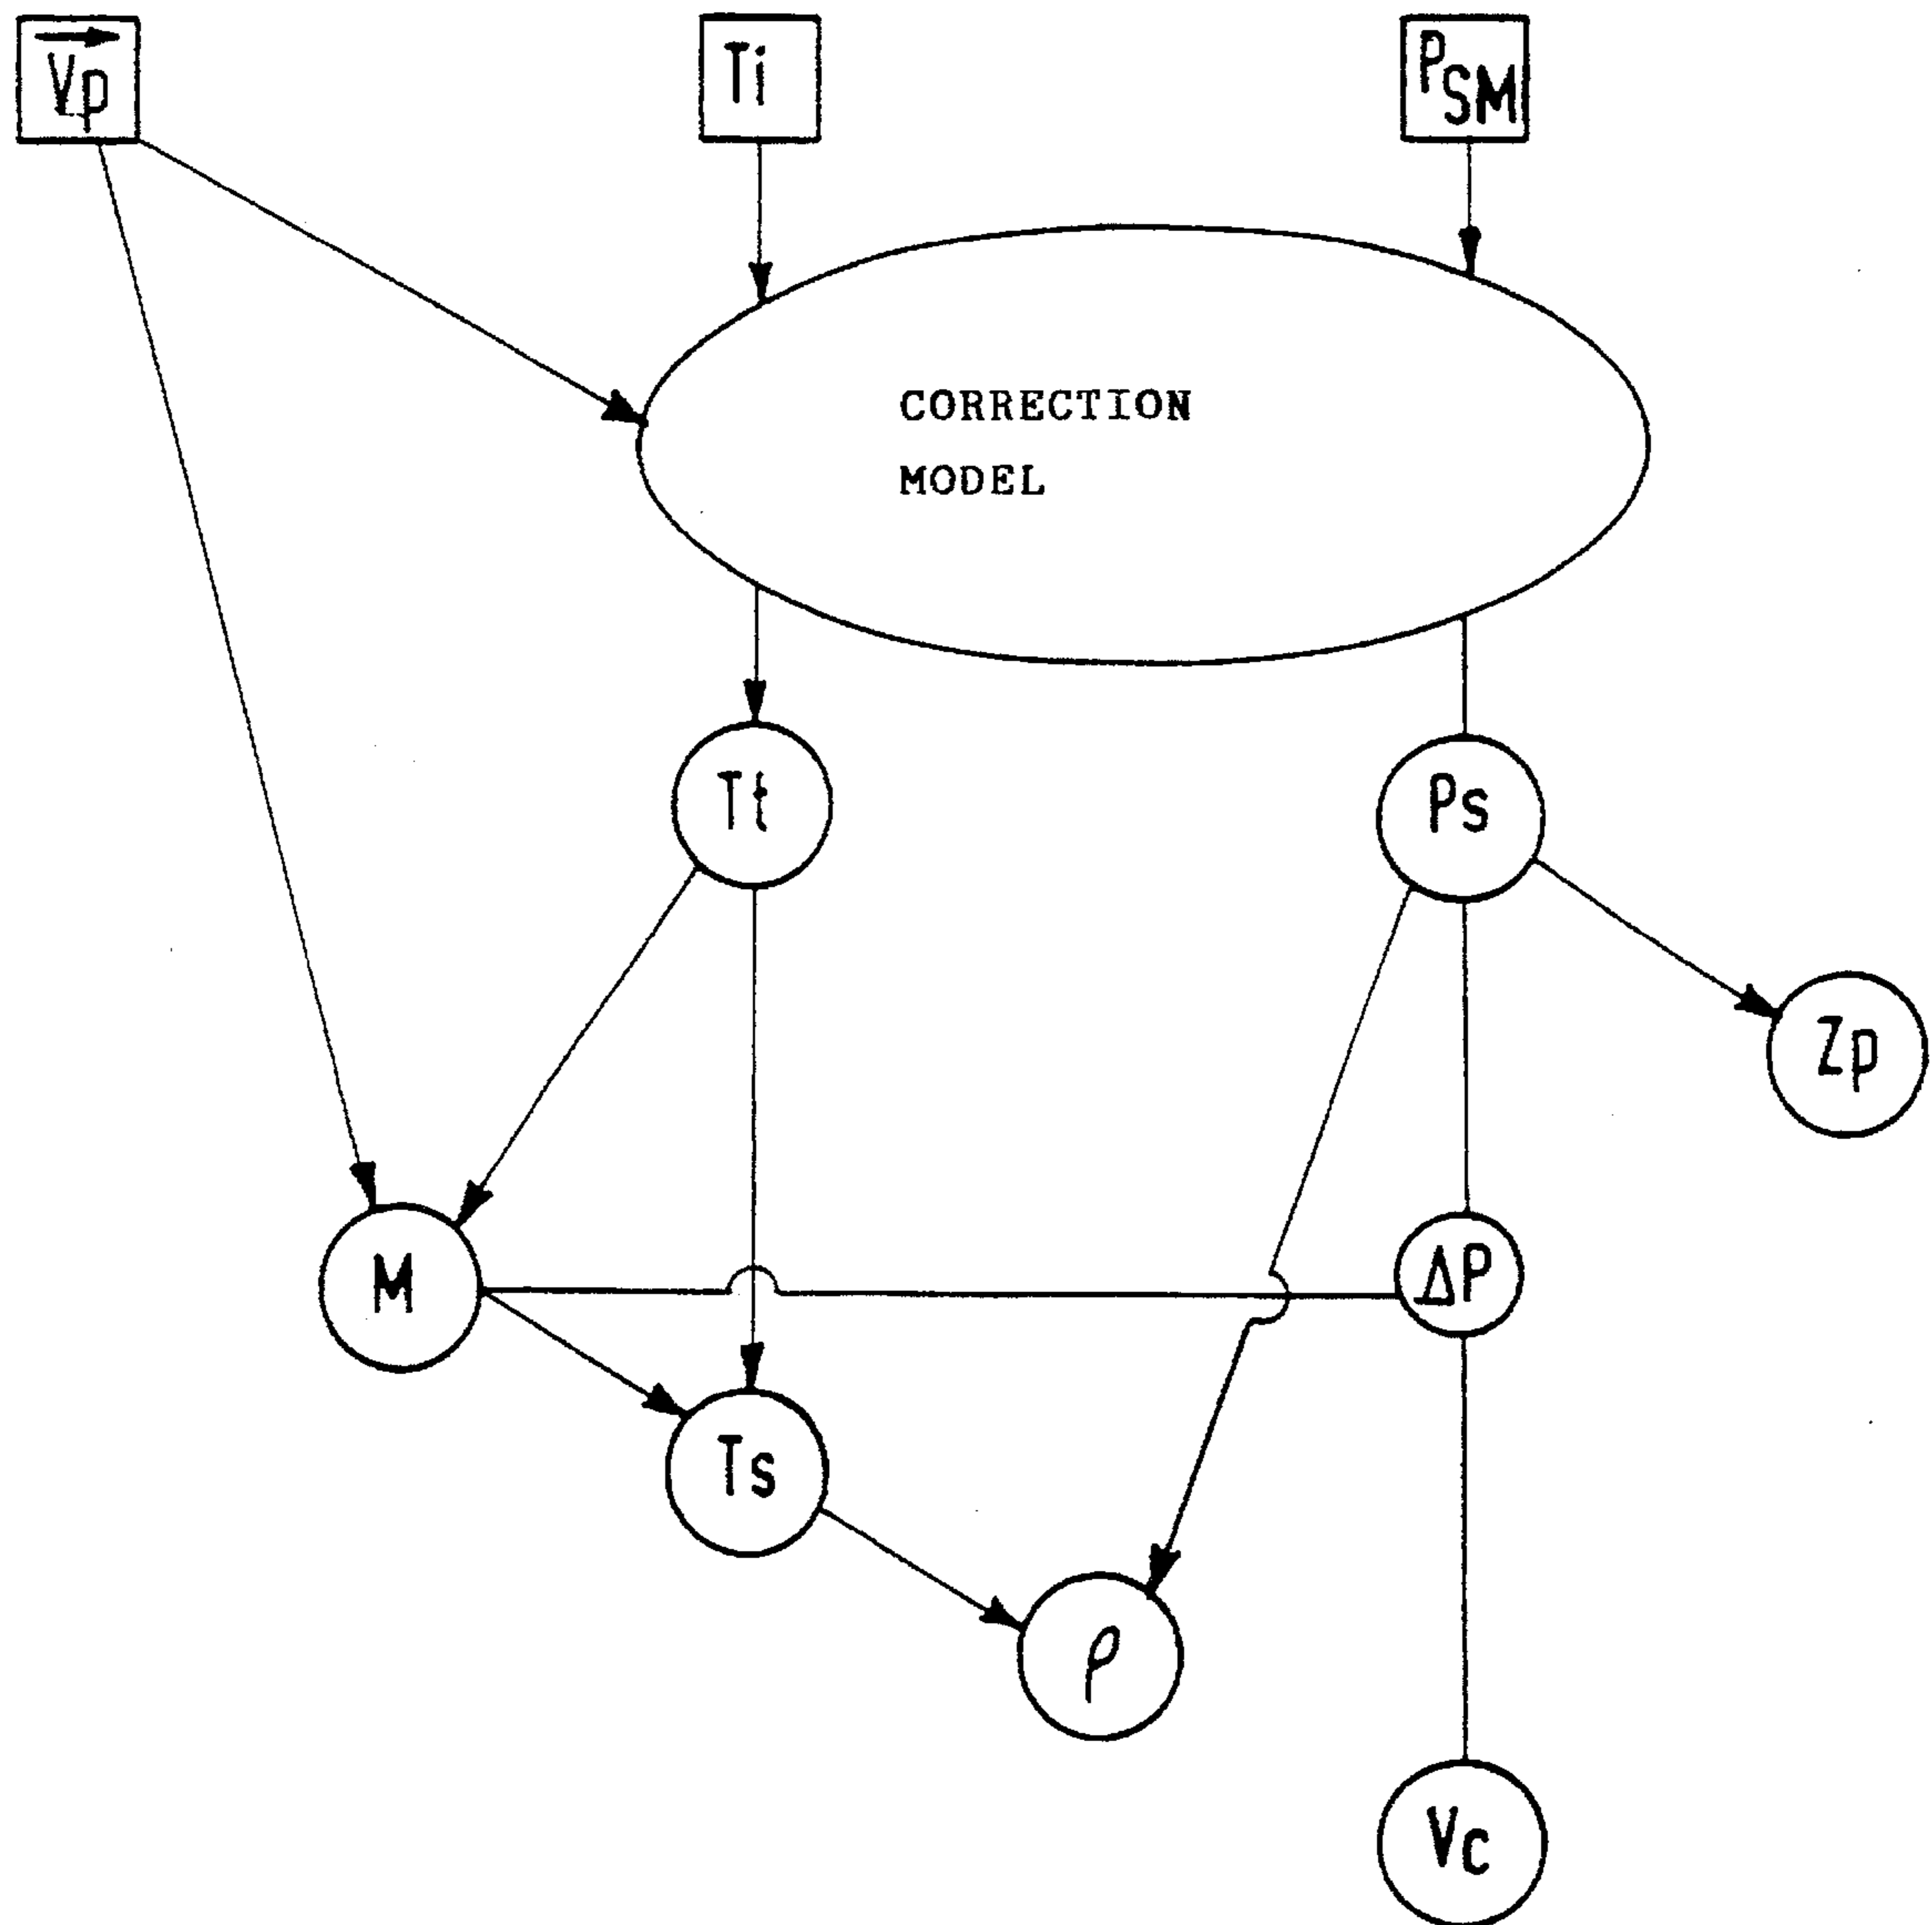 Vp
Ti
PSM
CORRECTION
MODEL
Tt
Ps
Zp
M
ΔP
Ts
ρ
Vc